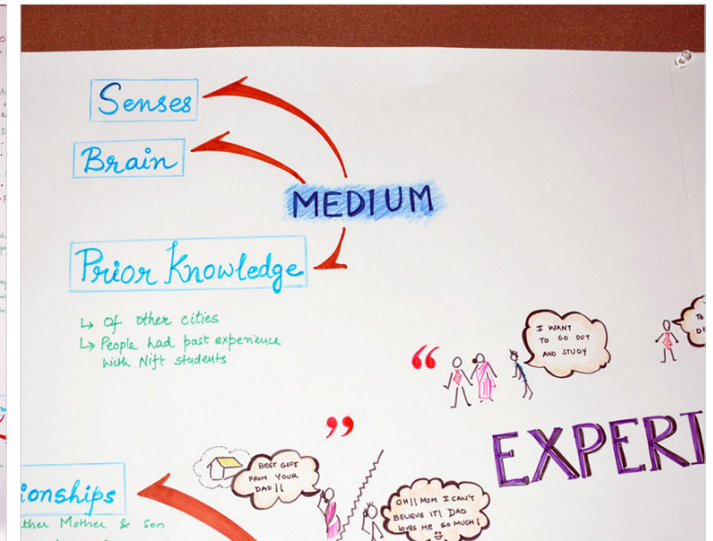 Senses
Brain
MEDIUM
Prior Knowledge
↳ Of other cities
↳ People had past experience
with Nift students
I WANT
TO GO OUT
AND STUDY
TO
“
”
EXPERI
BEST GIFT
FROM YOUR
DAD!!
OH!! MOM I CAN'T
BELIEVE IT! DAD
LOVES ME SO MUCH!
ionships
ther Mother & Son